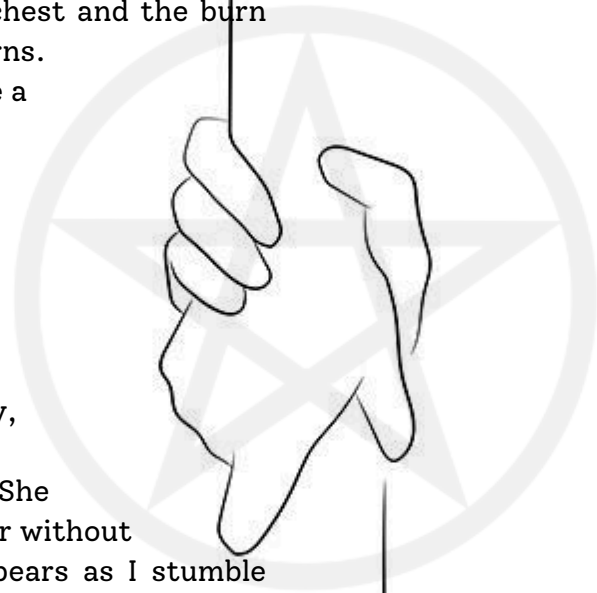 chest and the burn
rns.
e a
y,
She
r without
pears as I stumble